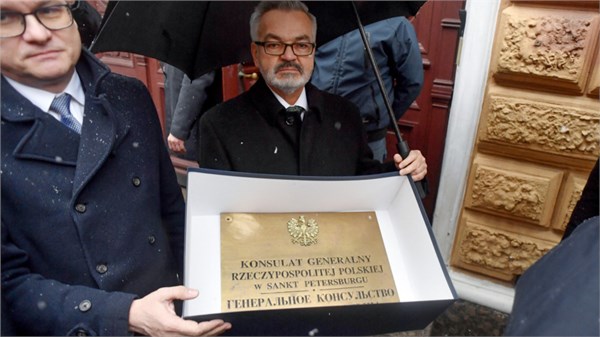 KONSULAT GENERALNY
RZECZYPOSPOLITEJ POLSKIEJ
W SANKT PETERSBURGU
ГЕНЕРАЛЬНОЕ КОНСУЛЬСТВО